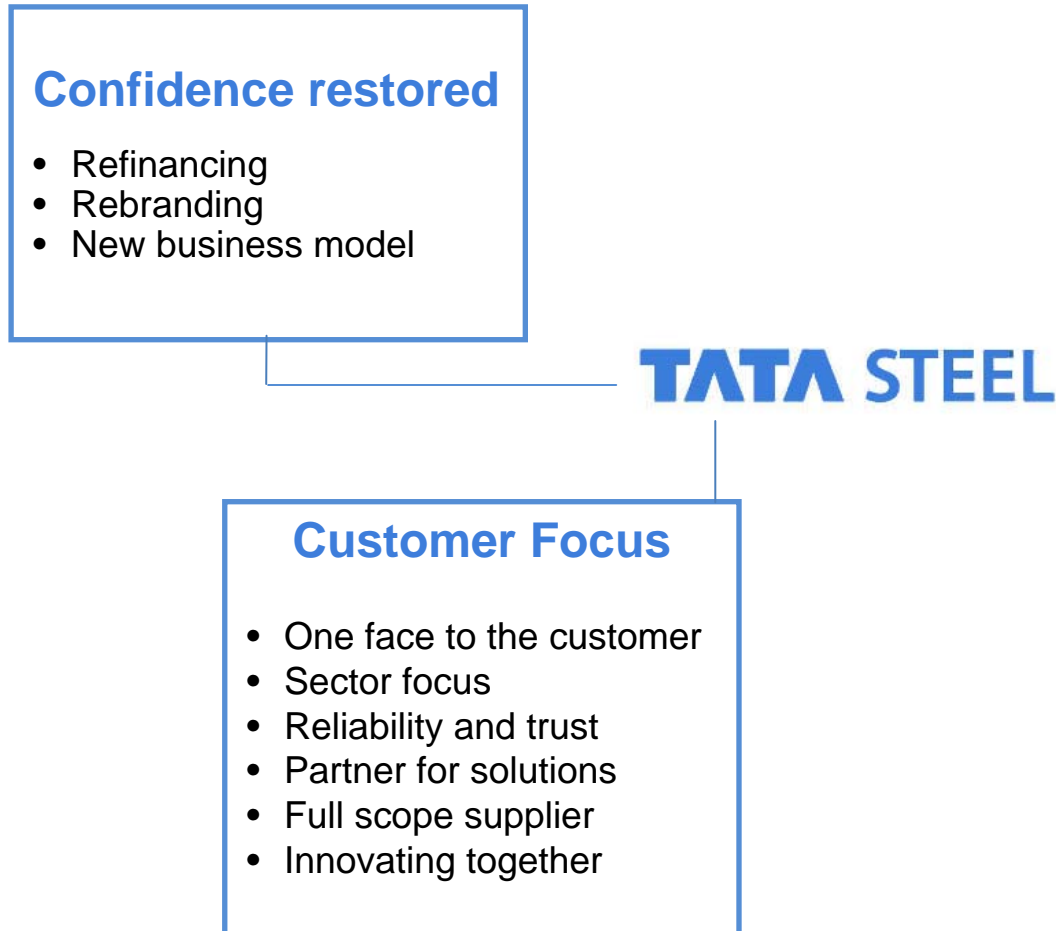 Confidence restored
• Refinancing
• Rebranding
• New business model
TATA STEEL
Customer Focus
• One face to the customer
• Sector focus
• Reliability and trust
• Partner for solutions
• Full scope supplier
• Innovating together